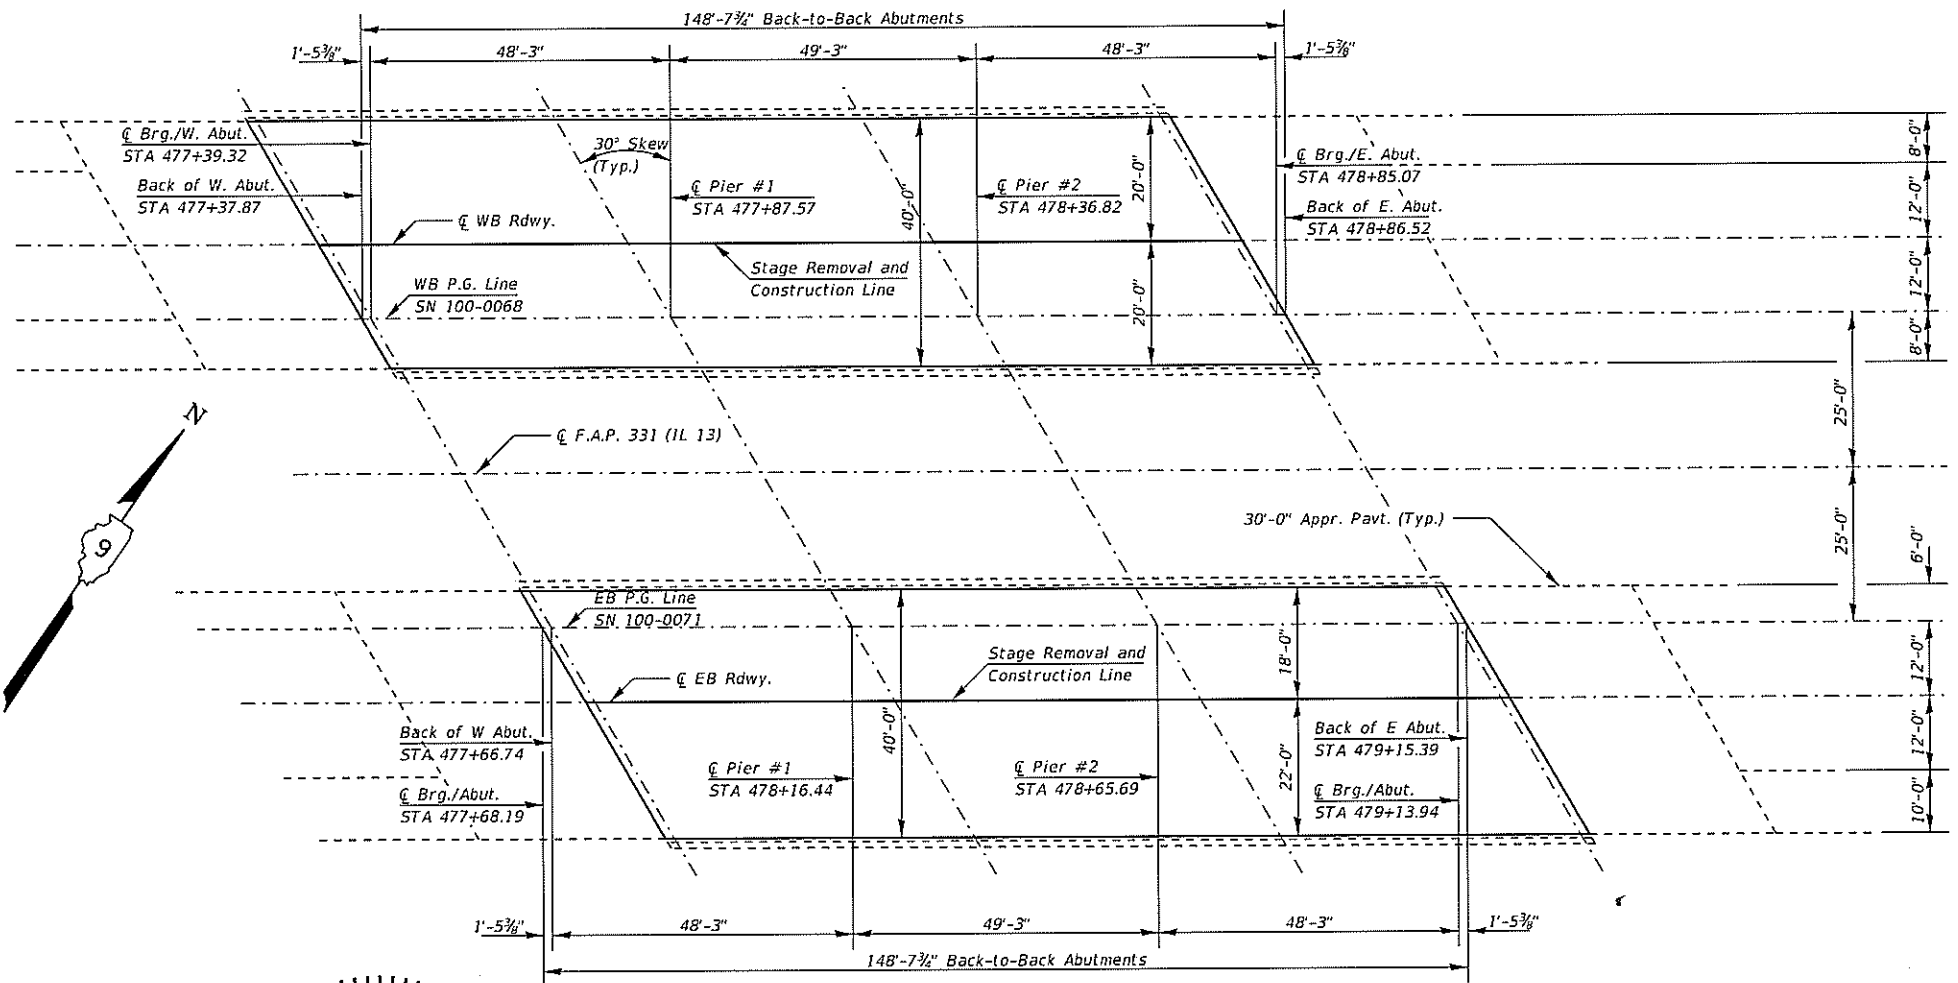 148'-7¾" Back-to-Back Abutments
1'-5⅜"
48'-3"
49'-3"
48'-3"
1'-5⅜"
℄ Brg./W. Abut.
STA 477+39.32
Back of W. Abut.
STA 477+37.87
30° Skew
(Typ.)
℄ Pier #1
STA 477+87.57
40'-0"
℄ Pier #2
STA 478+36.82
20'-0"
20'-0"
℄ Brg./E. Abut.
STA 478+85.07
Back of E. Abut.
STA 478+86.52
8'-0"
12'-0"
12'-0"
8'-0"
℄ WB Rdwy.
Stage Removal and
Construction Line
WB P.G. Line
SN 100-0068
N
9
℄ F.A.P. 331 (IL 13)
25'-0"
25'-0"
30'-0" Appr. Pavt. (Typ.)
6'-0"
12'-0"
12'-0"
10'-0"
EB P.G. Line
SN 100-0071
Stage Removal and
Construction Line
℄ EB Rdwy.
18'-0"
22'-0"
40'-0"
Back of W Abut.
STA 477+66.74
℄ Brg./Abut.
STA 477+68.19
℄ Pier #1
STA 478+16.44
℄ Pier #2
STA 478+65.69
Back of E Abut.
STA 479+15.39
℄ Brg./Abut.
STA 479+13.94
1'-5⅜"
48'-3"
49'-3"
48'-3"
1'-5⅜"
148'-7¾" Back-to-Back Abutments